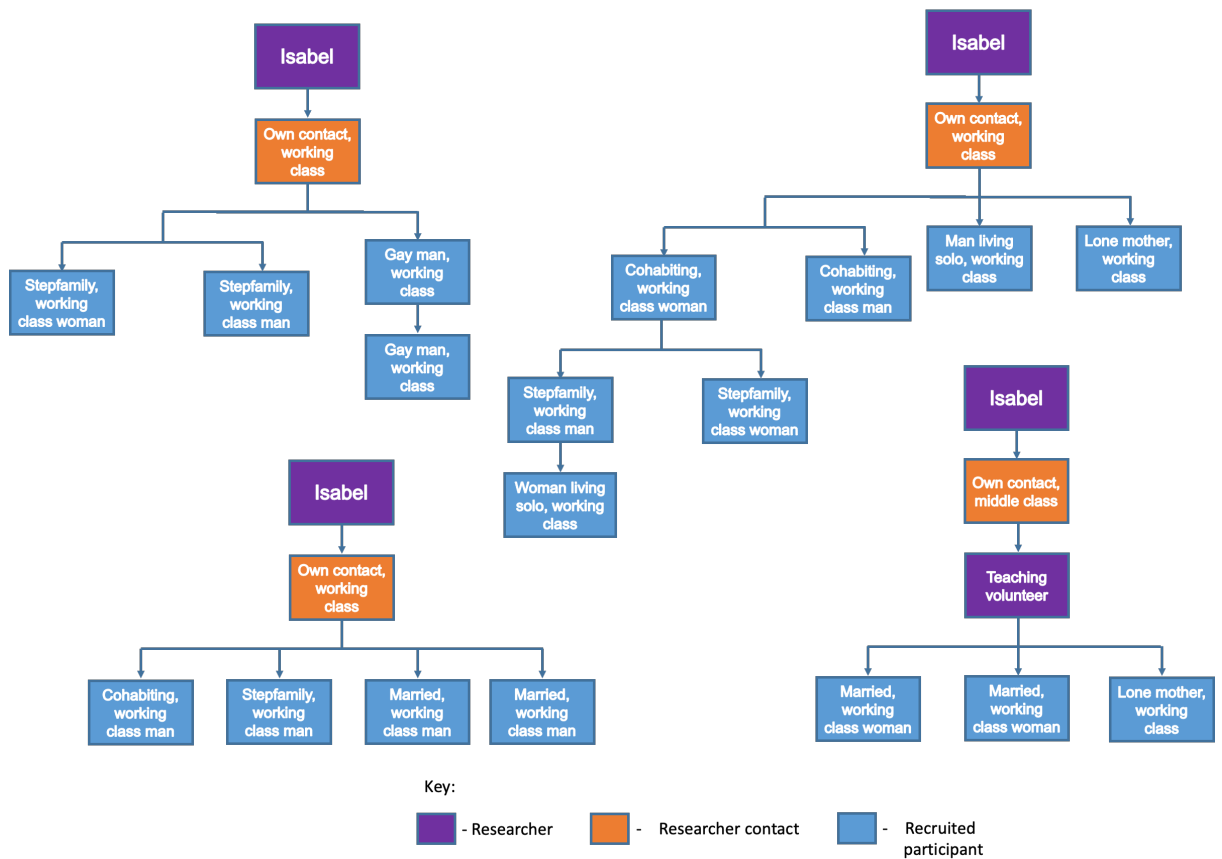 Isabel
Own contact,
working
class
Stepfamily,
working
class woman
Stepfamily,
working
class man
Gay man,
working
class
Gay man,
working
class
Isabel
Own contact,
working
class
Cohabiting,
working
class woman
Cohabiting,
working
class man
Man living
solo, working
class
Lone mother,
working
class
Stepfamily,
working
class man
Stepfamily,
working
class woman
Woman living
solo, working
class
Isabel
Own contact,
working
class
Cohabiting,
working
class man
Stepfamily,
working
class man
Married,
working
class man
Married,
working
class man
Isabel
Own contact,
middle class
Teaching
volunteer
Married,
working
class woman
Married,
working
class woman
Lone mother,
working
class
Key:
- Researcher
- Researcher contact
- Recruited
participant